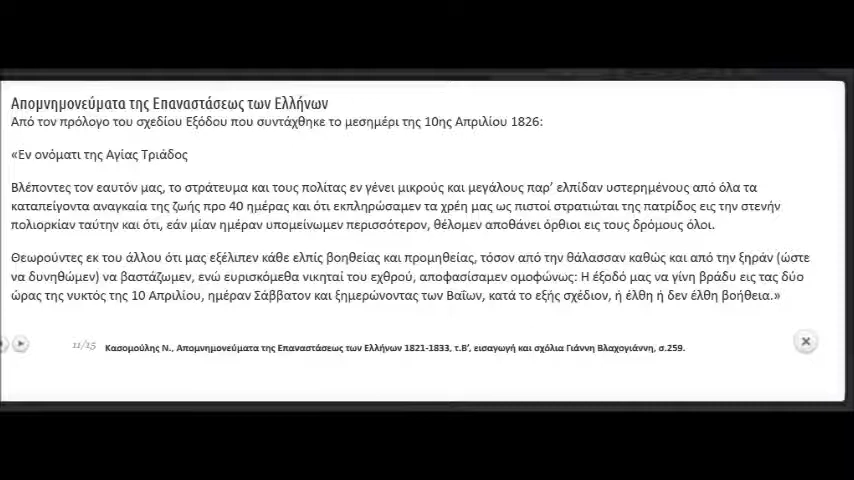 Απομνημονεύματα της Επαναστάσεως των Ελλήνων
Από τον πρόλογο του σχεδίου Εξόδου που συντάχθηκε το μεσημέρι της 10ης Απριλίου 1826:
«Εν ονόματι της Αγίας Τριάδος
Βλέποντες τον εαυτόν μας, το στράτευμα και τους πολίτας εν γένει μικρούς και μεγάλους παρ’ ελπίδαν υστερημένους από όλα τα
καταπείγοντα αναγκαία της ζωής προ 40 ημέρας και ότι εκπληρώσαμεν τα χρέη μας ως πιστοί στρατιώται της πατρίδος εις την στενήν
πολιορκίαν ταύτην και ότι, εάν μίαν ημέραν υπομείνωμεν περισσότερον, θέλομεν αποθάνει όρθιοι εις τους δρόμους όλοι.
Θεωρούντες εκ του άλλου ότι μας εξέλιπεν κάθε ελπίς βοηθείας και προμηθείας, τόσον από την θάλασσαν καθώς και από την ξηράν (ώστε
να δυνηθώμεν) να βαστάζωμεν, ενώ ευρισκόμεθα νικηταί του εχθρού, αποφασίσαμεν ομοφώνως: Η έξοδό μας να γίνη βράδυ εις τας δύο
ώρας της νυκτός της 10 Απριλίου, ημέραν Σάββατον και ξημερώνοντας των Βαΐων, κατά το εξής σχέδιον, ή έλθη ή δεν έλθη βοήθεια.»
11/15 Κασομούλης Ν., Απομνημονεύματα της Επαναστάσεως των Ελλήνων 1821-1833, τ.Β’, εισαγωγή και σχόλια Γιάννη Βλαχογιάννη, σ.259.